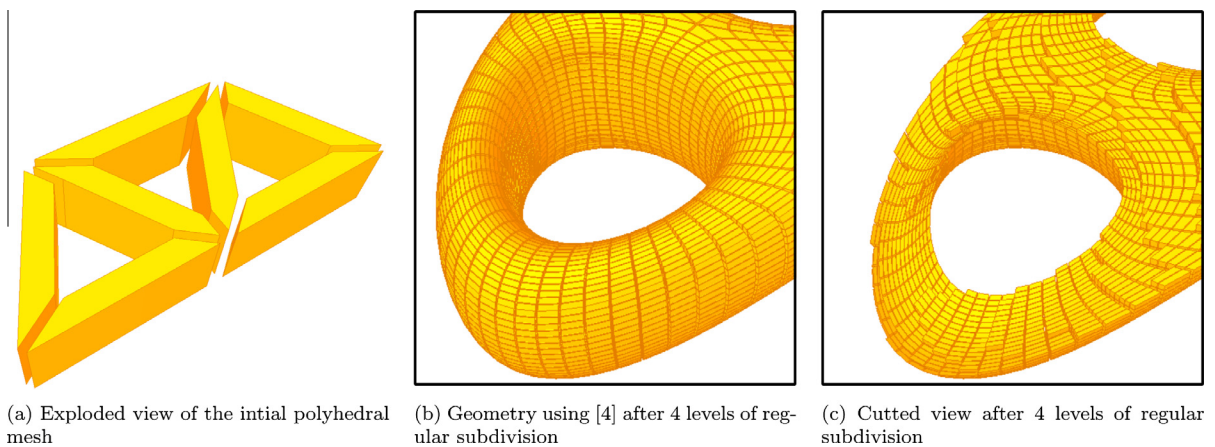 (a) Exploded view of the intial polyhedral
mesh
(b) Geometry using [4] after 4 levels of reg-
ular subdivision
(c) Cutted view after 4 levels of regular
subdivision